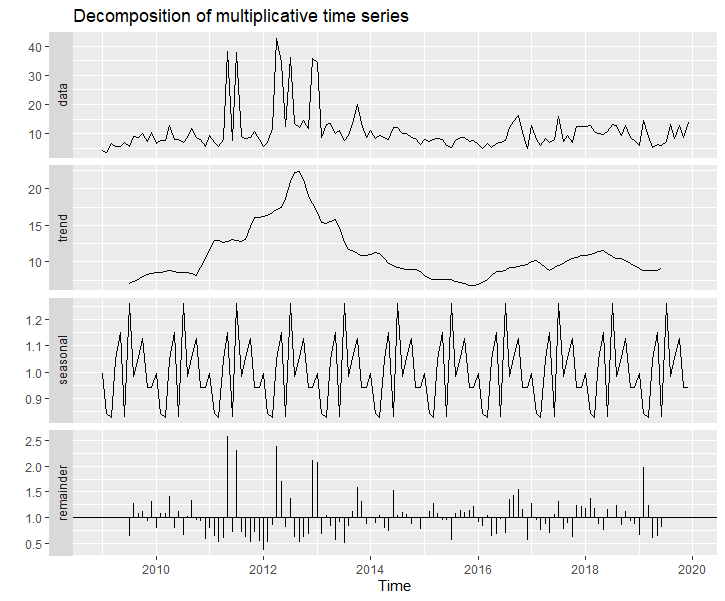 Decomposition of multiplicative time series
data
40
30
20
10
trend
20
15
10
seasonal
1.2
1.1
1.0
0.9
remainder
2.5
2.0
1.5
1.0
0.5
2010 2012 2014 2016 2018 2020
Time